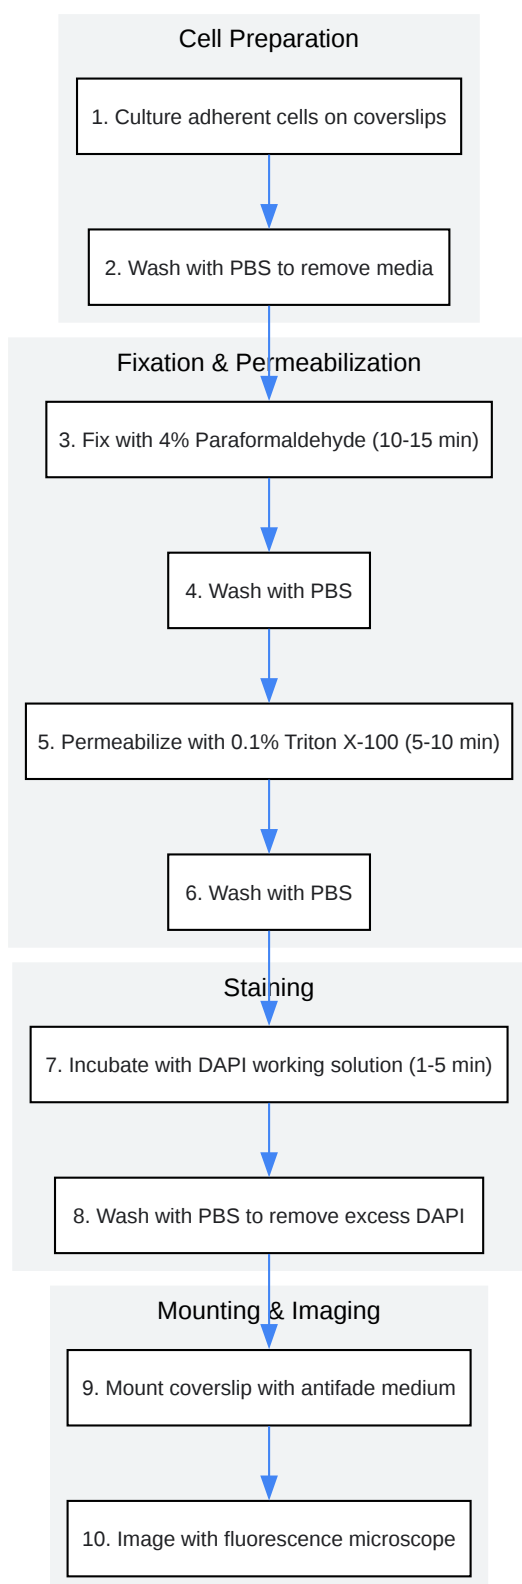 Cell Preparation
1. Culture adherent cells on coverslips
2. Wash with PBS to remove media
Fixation & Permeabilization
3. Fix with 4% Paraformaldehyde (10-15 min)
4. Wash with PBS
5. Permeabilize with 0.1% Triton X-100 (5-10 min)
6. Wash with PBS
Staining
7. Incubate with DAPI working solution (1-5 min)
8. Wash with PBS to remove excess DAPI
Mounting & Imaging
9. Mount coverslip with antifade medium
10. Image with fluorescence microscope